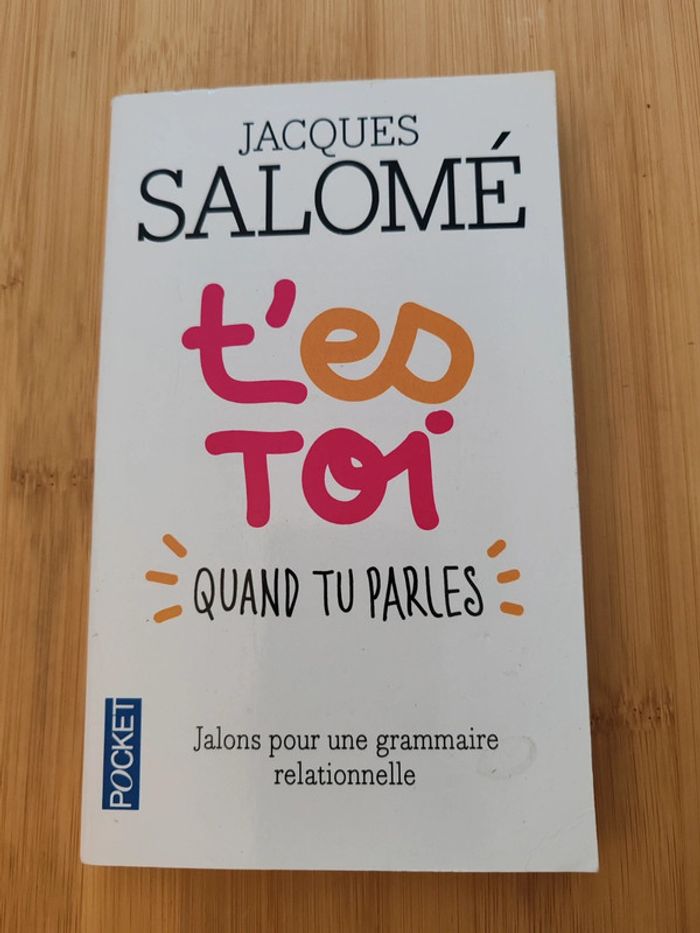 JACQUES
SALOMÉ
t'es
TOi
QUAND TU PARLES
Jalons pour une grammaire
relationnelle
POCKET